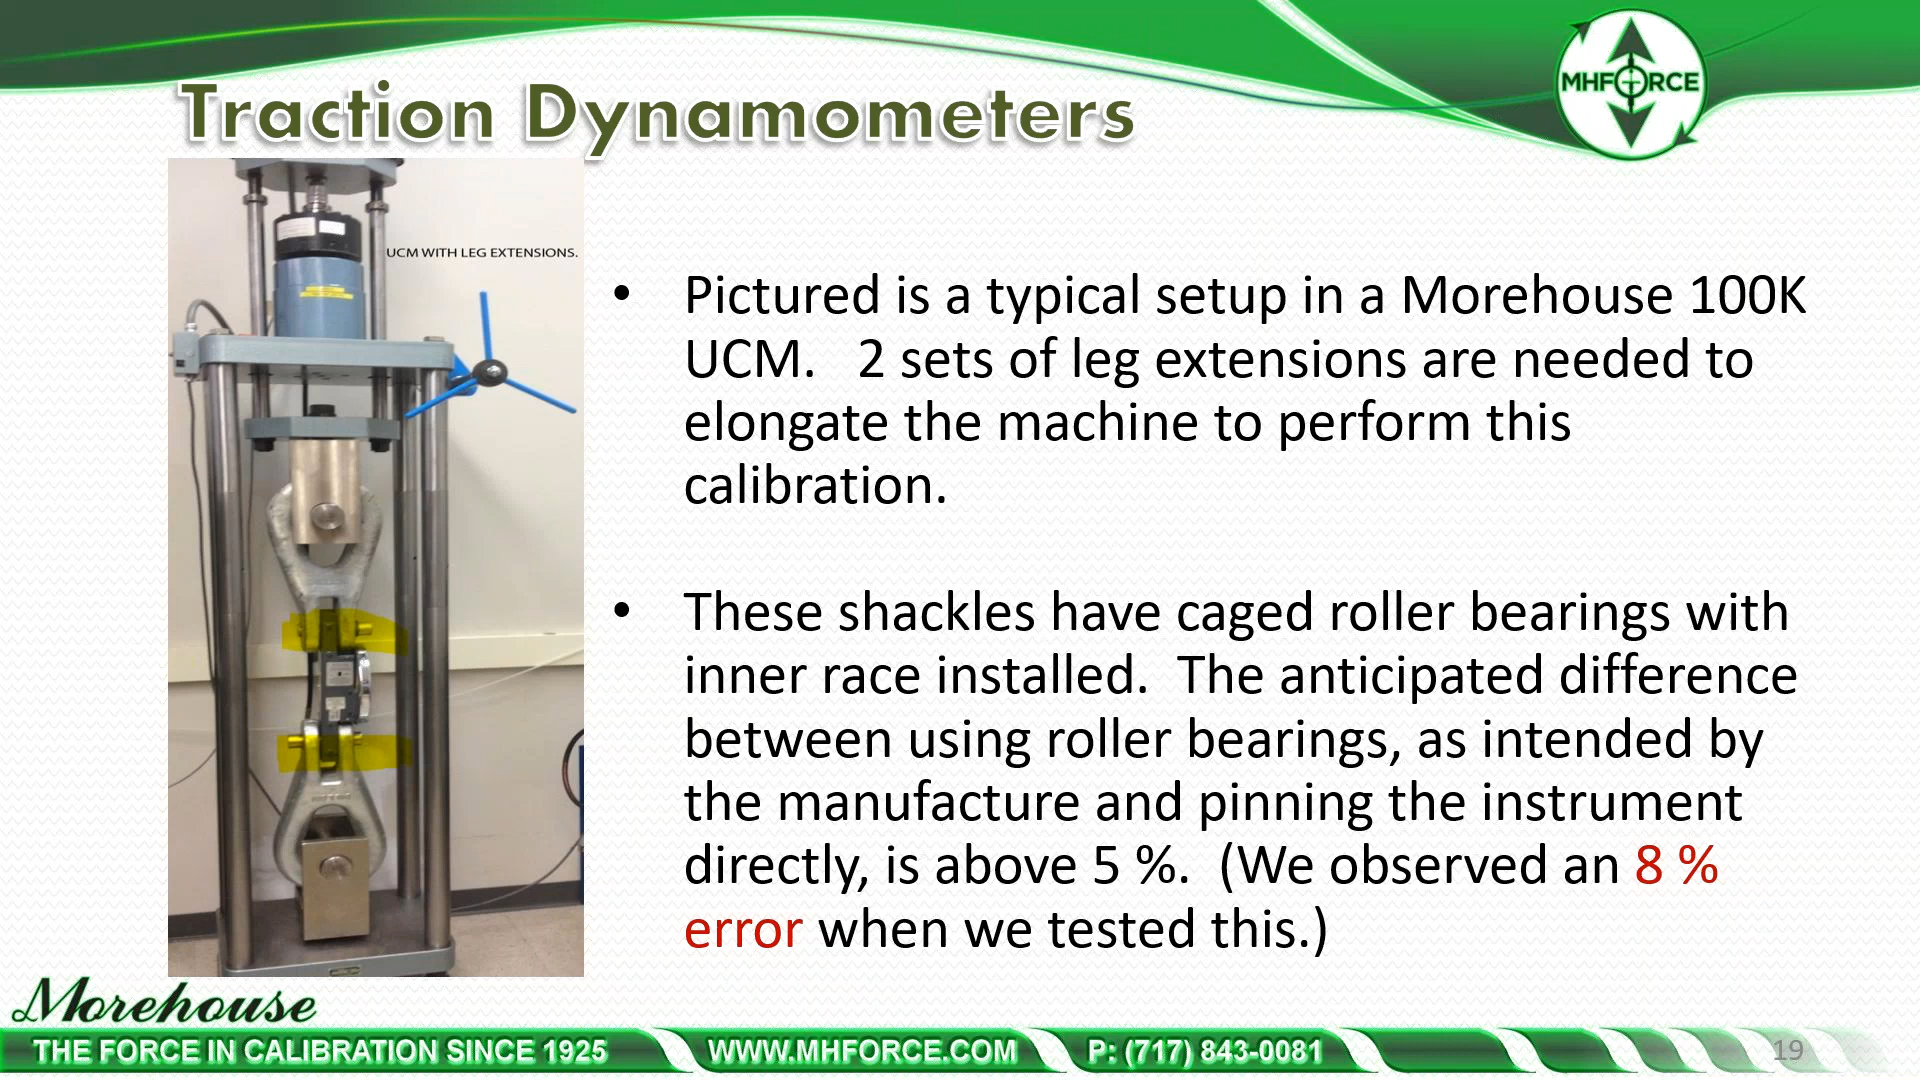 MHFORCE
Traction Dynamometers
UCM WITH LEG EXTENSIONS.
• Pictured is a typical setup in a Morehouse 100K
UCM. 2 sets of leg extensions are needed to
elongate the machine to perform this
calibration.
• These shackles have caged roller bearings with
inner race installed. The anticipated difference
between using roller bearings, as intended by
the manufacture and pinning the instrument
directly, is above 5 %. (We observed an 8 %
error when we tested this.)
Morehouse
THE FORCE IN CALIBRATION SINCE 1925
WWW.MHFORCE.COM
P: (717) 843-0081
19